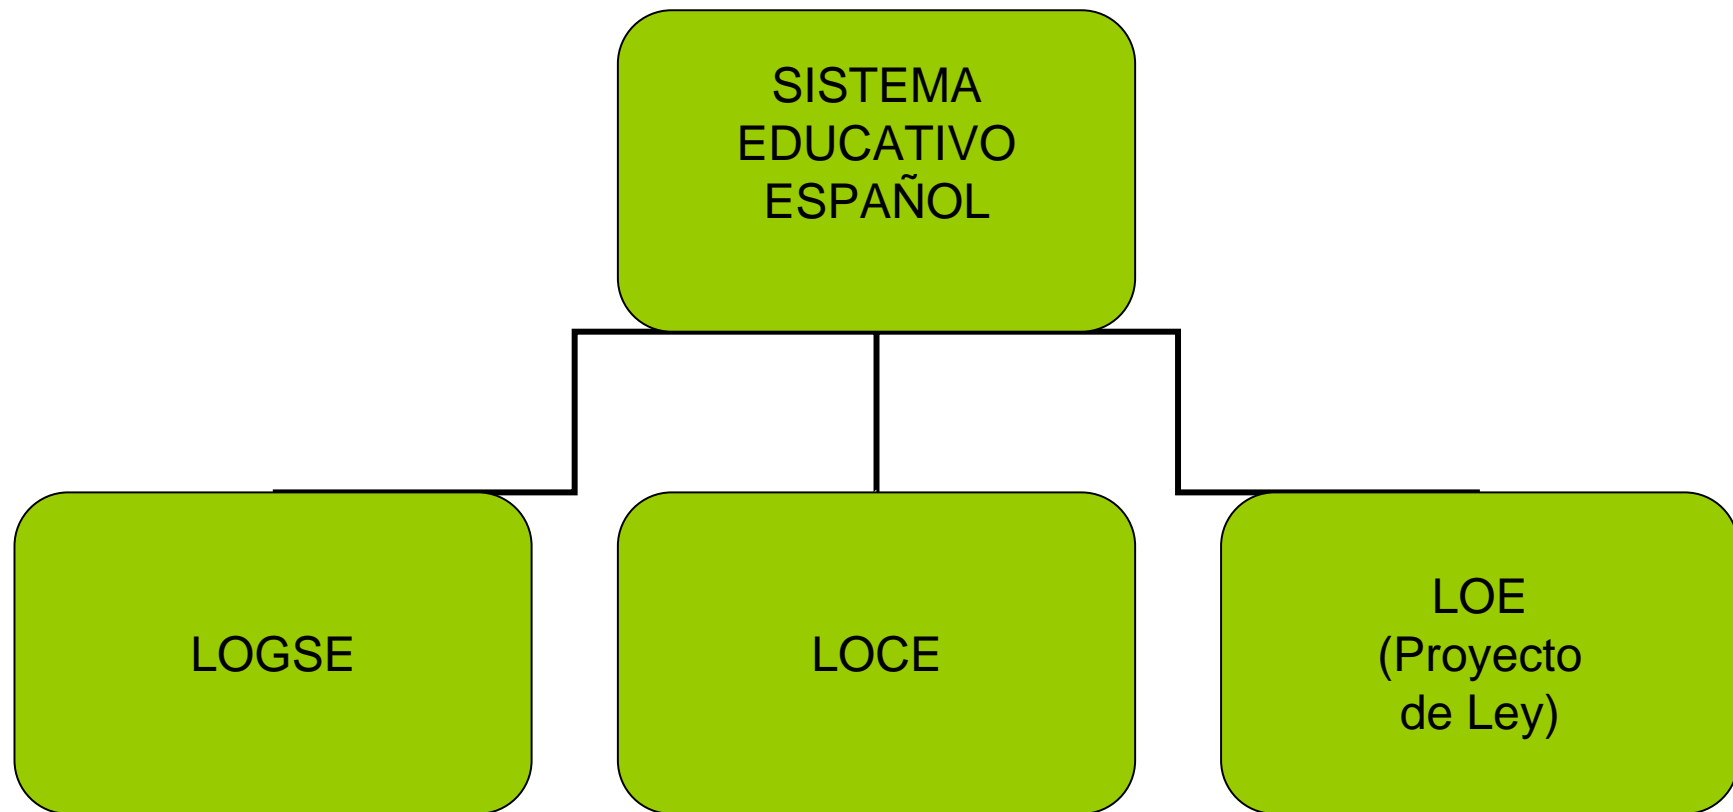 SISTEMA
EDUCATIVO
ESPAÑOL
LOGSE
LOCE
LOE
(Proyecto
de Ley)